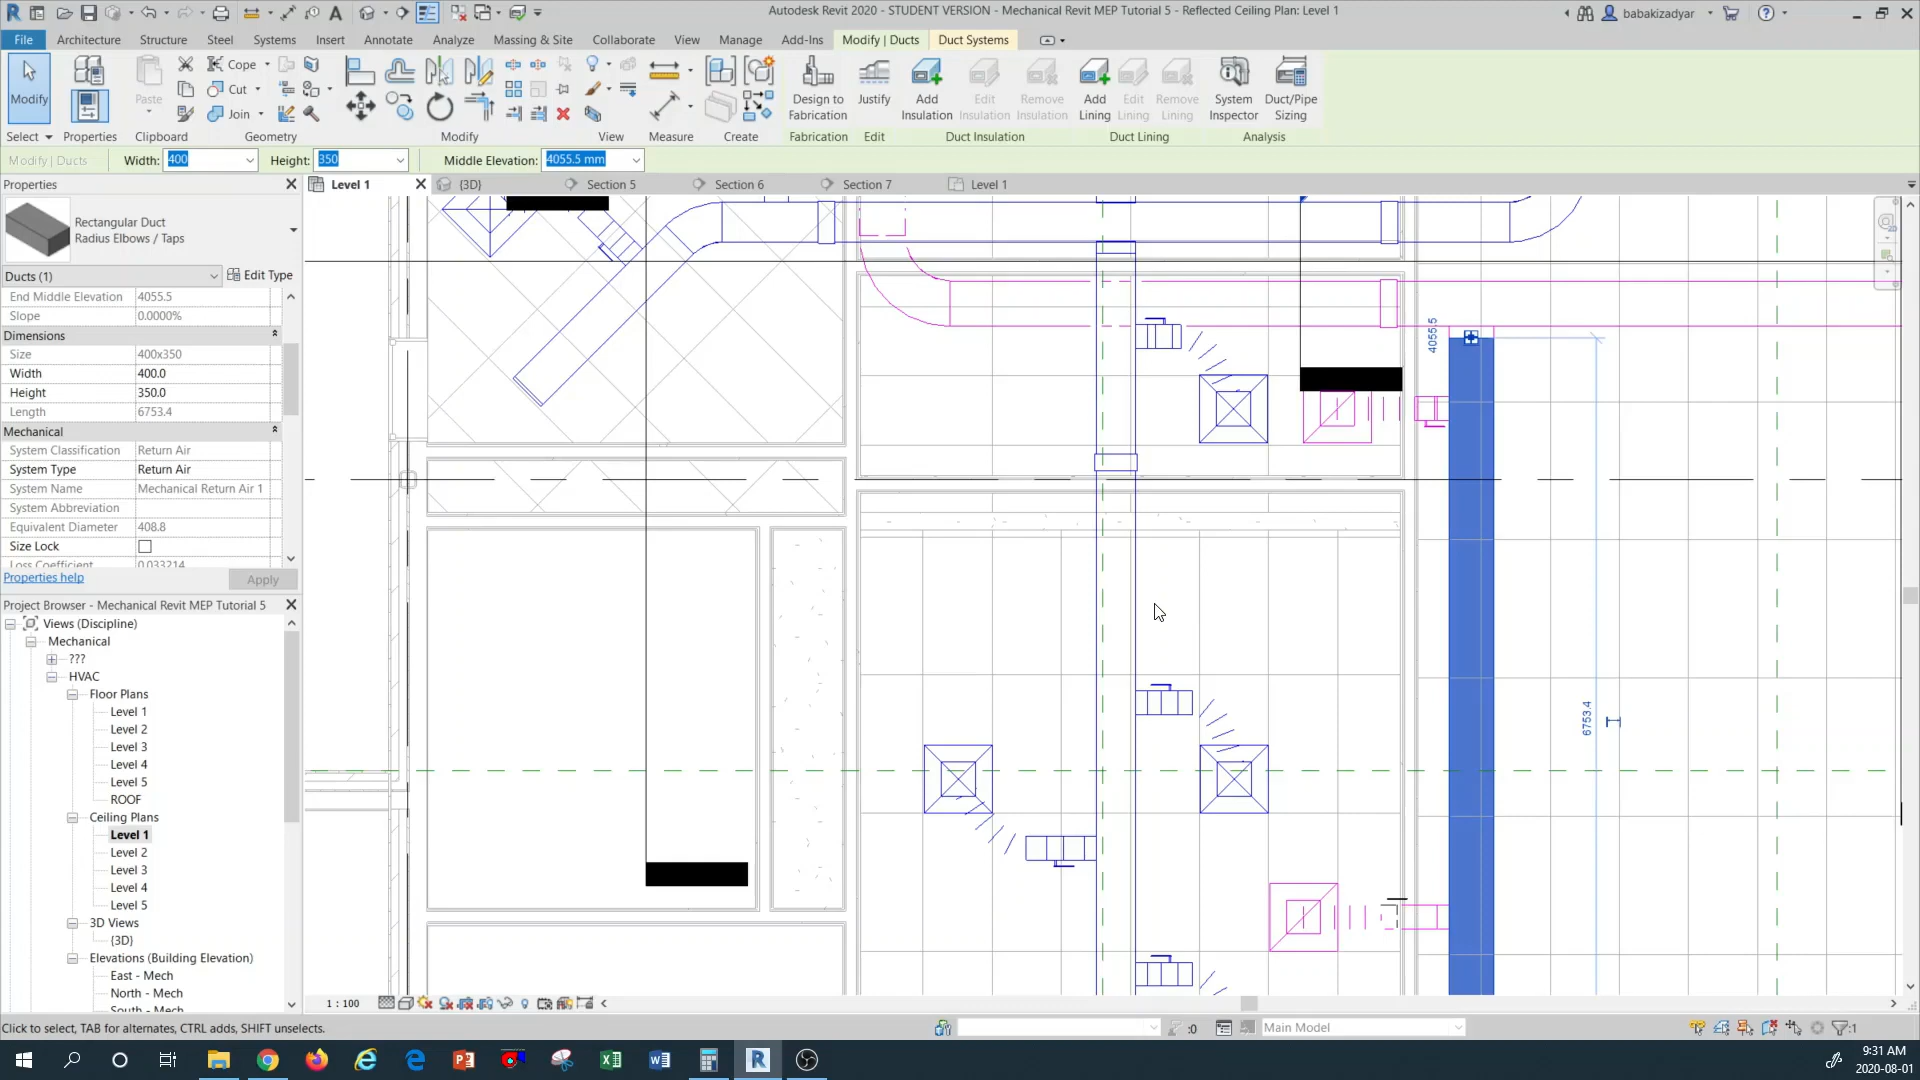 Autodesk Revit 2020 - STUDENT VERSION - Mechanical Revit MEP Tutorial 5 - Reflected Ceiling Plan: Level 1
babakizadyar
File Architecture Structure Steel Systems Insert Annotate Analyze Massing & Site Collaborate View Manage Add-Ins Modify | Ducts Duct Systems
Modify
Paste
Cope
Cut
Join
Design to Fabrication
Justify
Add Insulation
Edit Insulation
Remove Insulation
Add Lining
Edit Lining
Remove Lining
System Inspector
Duct/Pipe Sizing
Select Properties Clipboard Geometry Modify View Measure Create Fabrication Edit Duct Insulation Duct Lining Analysis
Modify | Ducts Width: 400 Height: 350 Middle Elevation: 4055.5 mm
Properties
Level 1 {3D} Section 5 Section 6 Section 7 Level 1
Rectangular Duct
Radius Elbows / Taps
Ducts (1) Edit Type
End Middle Elevation 4055.5
Slope 0.0000%
Dimensions
Size 400x350
Width 400.0
Height 350.0
Length 6753.4
Mechanical
System Classification Return Air
System Type Return Air
System Name Mechanical Return Air 1
System Abbreviation
Equivalent Diameter 408.8
Size Lock
Loss Coefficient 0.033214
Properties help Apply
Project Browser - Mechanical Revit MEP Tutorial 5
Views (Discipline)
Mechanical
???
HVAC
Floor Plans
Level 1
Level 2
Level 3
Level 4
Level 5
ROOF
Ceiling Plans
Level 1
Level 2
Level 3
Level 4
Level 5
3D Views
{3D}
Elevations (Building Elevation)
East - Mech
North - Mech
South - Mech
4055.5
6753.4
1 : 100
Click to select, TAB for alternates, CTRL adds, SHIFT unselects.
:0
Main Model
:1
9:31 AM
2020-08-01